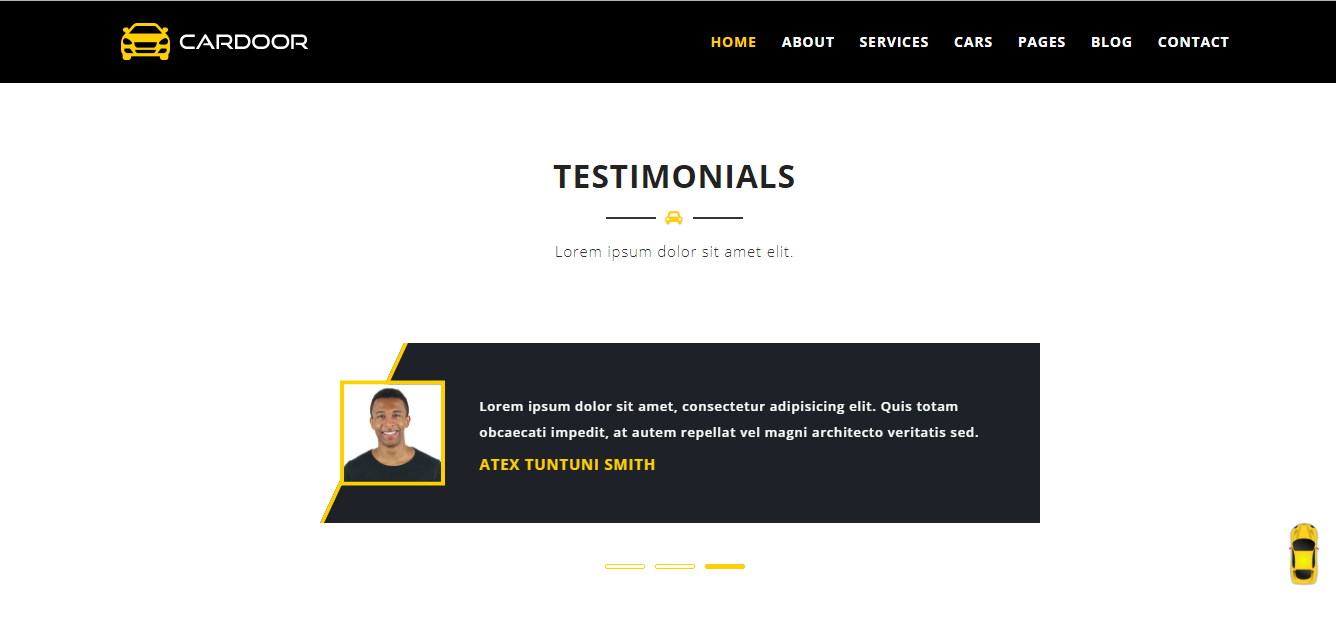 CARDOOR
HOME ABOUT SERVICES CARS PAGES BLOG CONTACT
TESTIMONIALS
Lorem ipsum dolor sit amet elit.
Lorem ipsum dolor sit amet, consectetur adipisicing elit. Quis totam
obcaecati impedit, at autem repellat vel magni architecto veritatis sed.
ATEX TUNTUNI SMITH